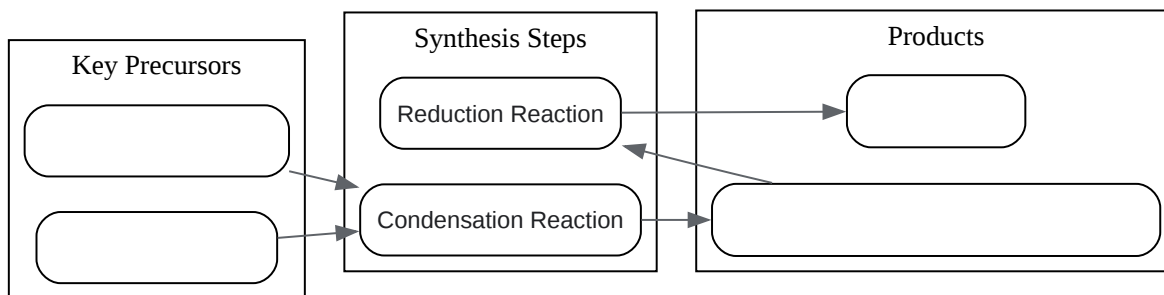 Key Precursors
Synthesis Steps
Reduction Reaction
Condensation Reaction
Products